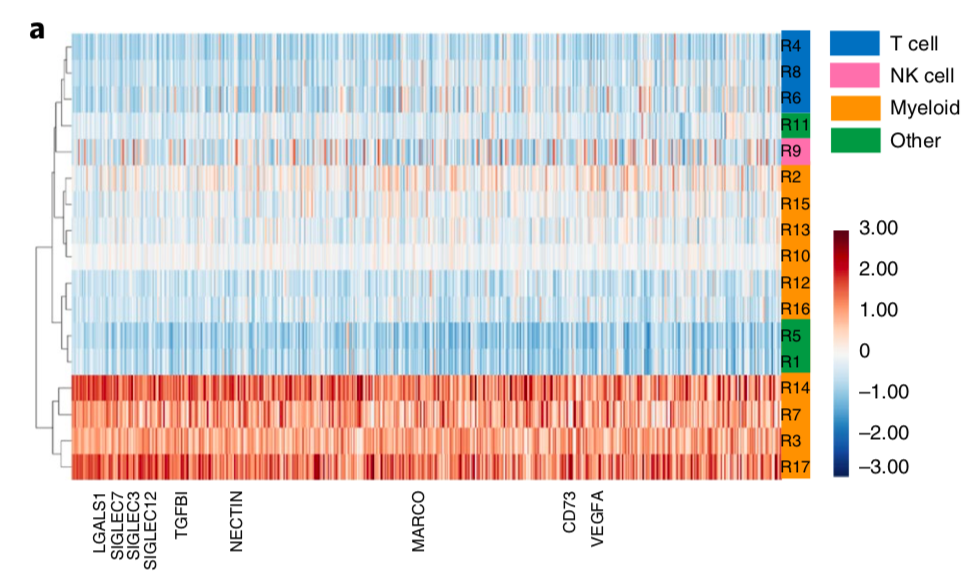 a
R4
R8
R6
R11
R9
R2
R15
R13
R10
R12
R16
R5
R1
R14
R7
R3
R17
T cell
NK cell
Myeloid
Other
3.00
2.00
1.00
0
–1.00
–2.00
–3.00
LGALS1
SIGLEC7
SIGLEC3
SIGLEC12
TGFBI
NECTIN
MARCO
CD73
VEGFA